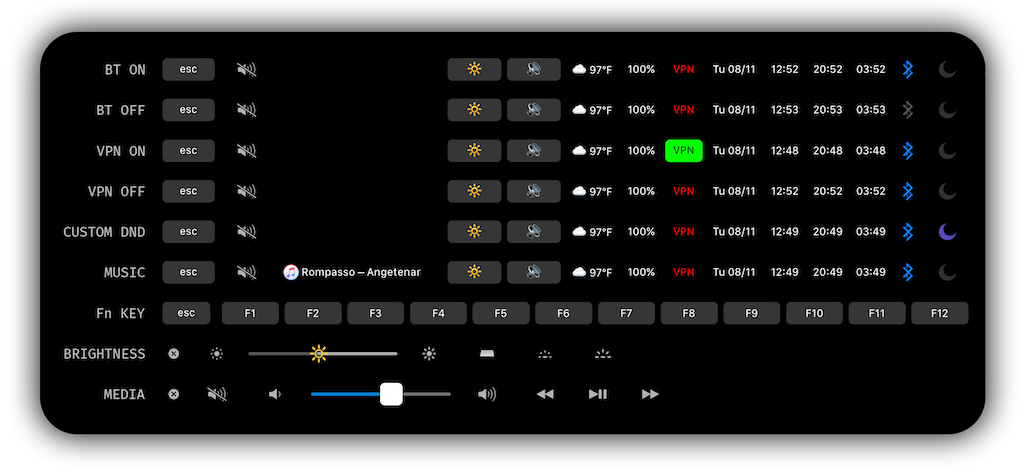 BT ON esc 97°F 100% VPN Tu 08/11 12:52 20:52 03:52
BT OFF esc 97°F 100% VPN Tu 08/11 12:53 20:53 03:53
VPN ON esc 97°F 100% VPN Tu 08/11 12:48 20:48 03:48
VPN OFF esc 97°F 100% VPN Tu 08/11 12:52 20:52 03:52
CUSTOM DND esc 97°F 100% VPN Tu 08/11 12:49 20:49 03:49
MUSIC esc Rompasso — Angetenar 97°F 100% VPN Tu 08/11 12:49 20:49 03:49
Fn KEY esc F1 F2 F3 F4 F5 F6 F7 F8 F9 F10 F11 F12
BRIGHTNESS
MEDIA